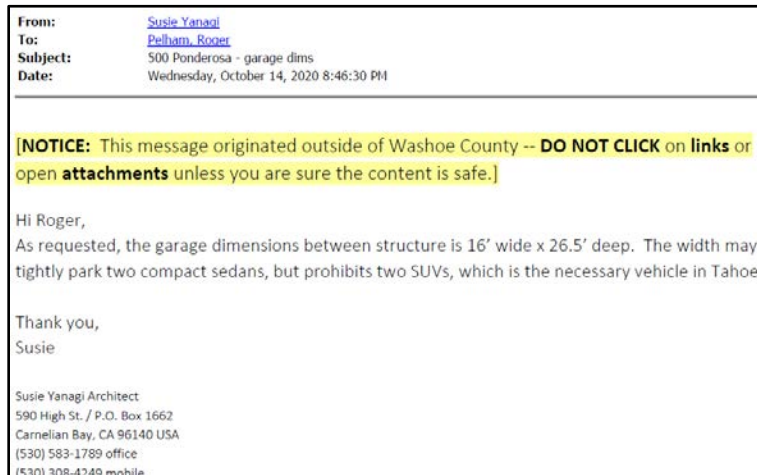 From: Susie Yanagi
To: Pelham, Roger
Subject: 500 Ponderosa - garage dims
Date: Wednesday, October 14, 2020 8:46:30 PM
[NOTICE: This message originated outside of Washoe County -- DO NOT CLICK on links or
open attachments unless you are sure the content is safe.]
Hi Roger,
As requested, the garage dimensions between structure is 16’ wide x 26.5’ deep. The width may
tightly park two compact sedans, but prohibits two SUVs, which is the necessary vehicle in Tahoe
Thank you,
Susie
Susie Yanagi Architect
590 High St. / P.O. Box 1662
Carnelian Bay, CA 96140 USA
(530) 583-1789 office
(530) 308-4249 mobile